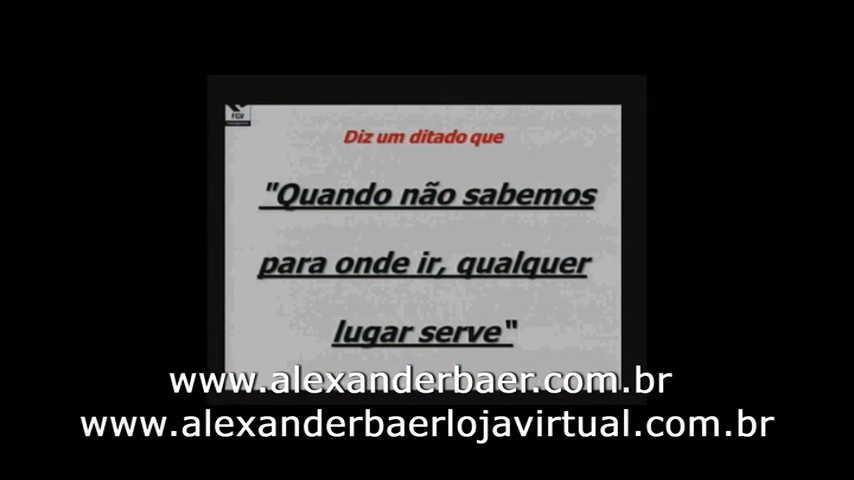 FGV
Diz um ditado que
"Quando não sabemos
para onde ir, qualquer
lugar serve"
www.alexanderbaer.com.br
www.alexanderbaerlojavirtual.com.br